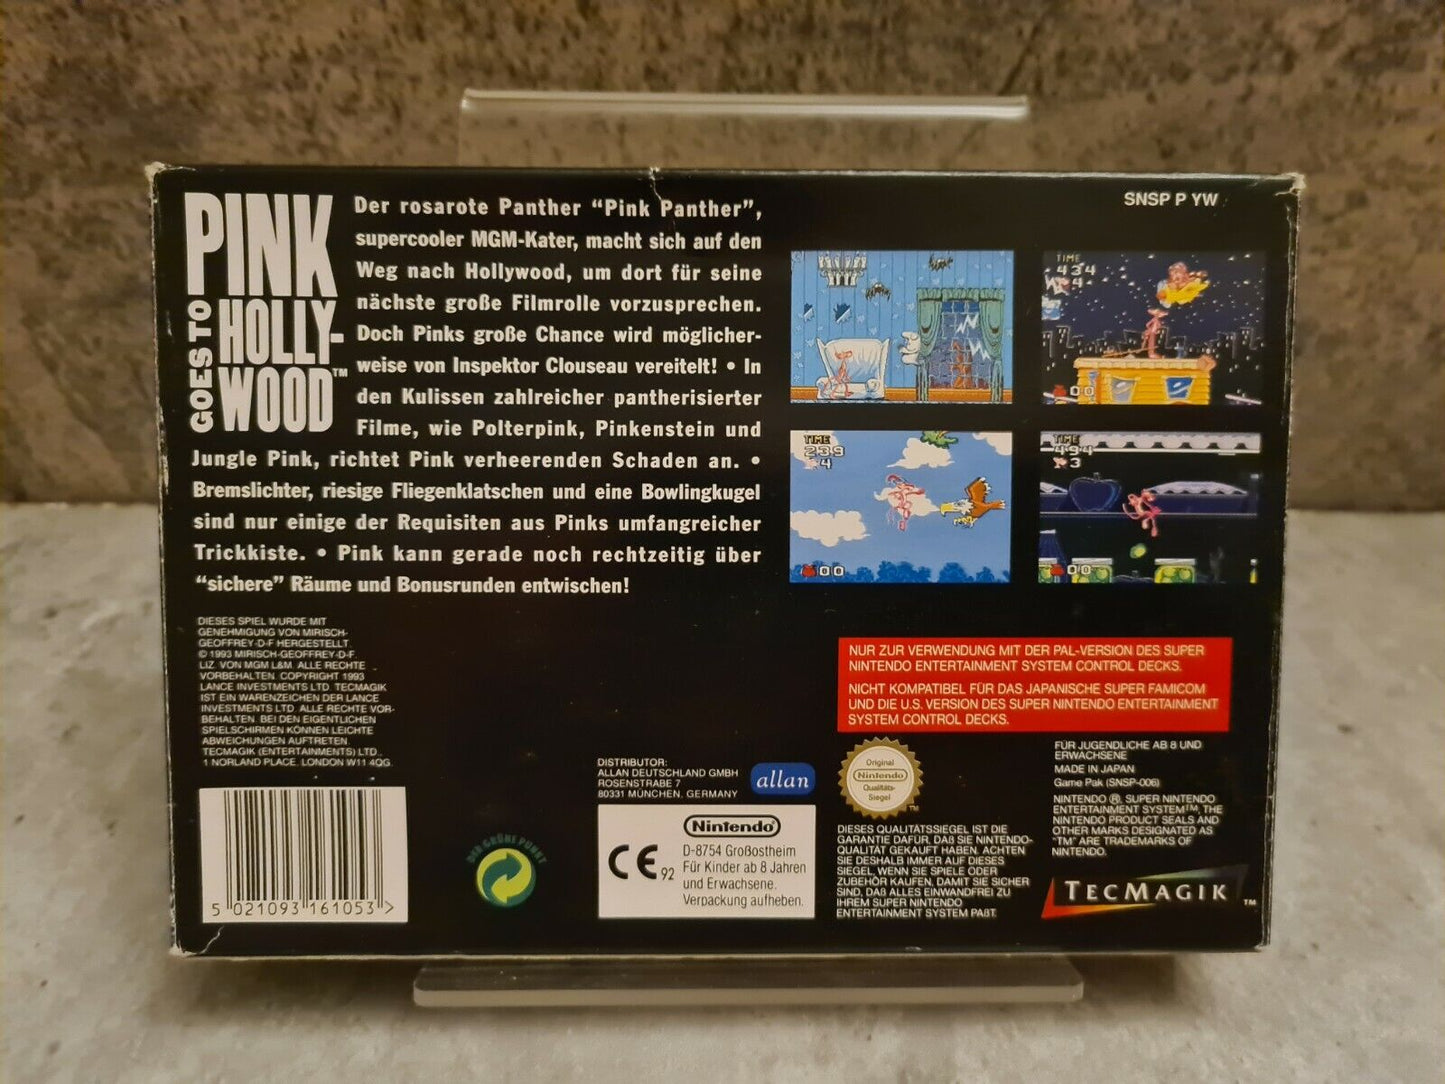 PINK
GOES TO
HOLLY-
WOOD™
Der rosarote Panther “Pink Panther”,
supercooler MGM-Kater, macht sich auf den
Weg nach Hollywood, um dort für seine
nächste große Filmrolle vorzusprechen.
Doch Pinks große Chance wird möglicher-
weise von Inspektor Clouseau vereitelt! • In
den Kulissen zahlreicher pantherisierter
Filme, wie Polterpink, Pinkenstein und
Jungle Pink, richtet Pink verheerenden Schaden an. •
Bremslichter, riesige Fliegenklatschen und eine Bowlingkugel
sind nur einige der Requisiten aus Pinks umfangreicher
Trickkiste. • Pink kann gerade noch rechtzeitig über
“sichere” Räume und Bonusrunden entwischen!
SNSP P YW
TIME
434
4
00
TIME
239
4
00
TIME
494
3
00
DIESES SPIEL WURDE MIT
GENEHMIGUNG VON MIRISCH-
GEOFFREY-D-F HERGESTELLT.
© 1993 MIRISCH-GEOFFREY-D-F.
LIZ. VON MGM L&M. ALLE RECHTE
VORBEHALTEN. COPYRIGHT 1993
LANCE INVESTMENTS LTD. TECMAGIK
IST EIN WARENZEICHEN DER LANCE
INVESTMENTS LTD. ALLE RECHTE VOR-
BEHALTEN. BEI DEN EIGENTLICHEN
SPIELSCHIRMEN KÖNNEN LEICHTE
ABWEICHUNGEN AUFTRETEN.
TECMAGIK (ENTERTAINMENTS) LTD.,
1 NORLAND PLACE, LONDON W11 4QG.
NUR ZUR VERWENDUNG MIT DER PAL-VERSION DES SUPER
NINTENDO ENTERTAINMENT SYSTEM CONTROL DECKS.
NICHT KOMPATIBEL FÜR DAS JAPANISCHE SUPER FAMICOM
UND DIE U.S. VERSION DES SUPER NINTENDO ENTERTAINMENT
SYSTEM CONTROL DECKS.
5 021093 161053 >
DER GRÜNE PUNKT
DISTRIBUTOR:
ALLAN DEUTSCHLAND GMBH
ROSENSTRABE 7
80331 MÜNCHEN, GERMANY
allan
CE 92
Nintendo
D-8754 Großostheim
Für Kinder ab 8 Jahren
und Erwachsene.
Verpackung aufheben.
Original
Nintendo
Qualitäts-
Siegel
TM
DIESES QUALITÄTSSIEGEL IST DIE
GARANTIE DAFÜR, DAß SIE NINTENDO-
QUALITÄT GEKAUFT HABEN. ACHTEN
SIE DESHALB IMMER AUF DIESES
SIEGEL, WENN SIE SPIELE ODER
ZUBEHÖR KAUFEN, DAMIT SIE SICHER
SIND, DAß ALLES EINWANDFREI ZU
IHREM SUPER NINTENDO
ENTERTAINMENT SYSTEM PAßT.
FÜR JUGENDLICHE AB 8 UND
ERWACHSENE
MADE IN JAPAN
Game Pak (SNSP-006)
NINTENDO ®, SUPER NINTENDO
ENTERTAINMENT SYSTEM™, THE
NINTENDO PRODUCT SEALS AND
OTHER MARKS DESIGNATED AS
“TM” ARE TRADEMARKS OF
NINTENDO.
TECMAGIK™